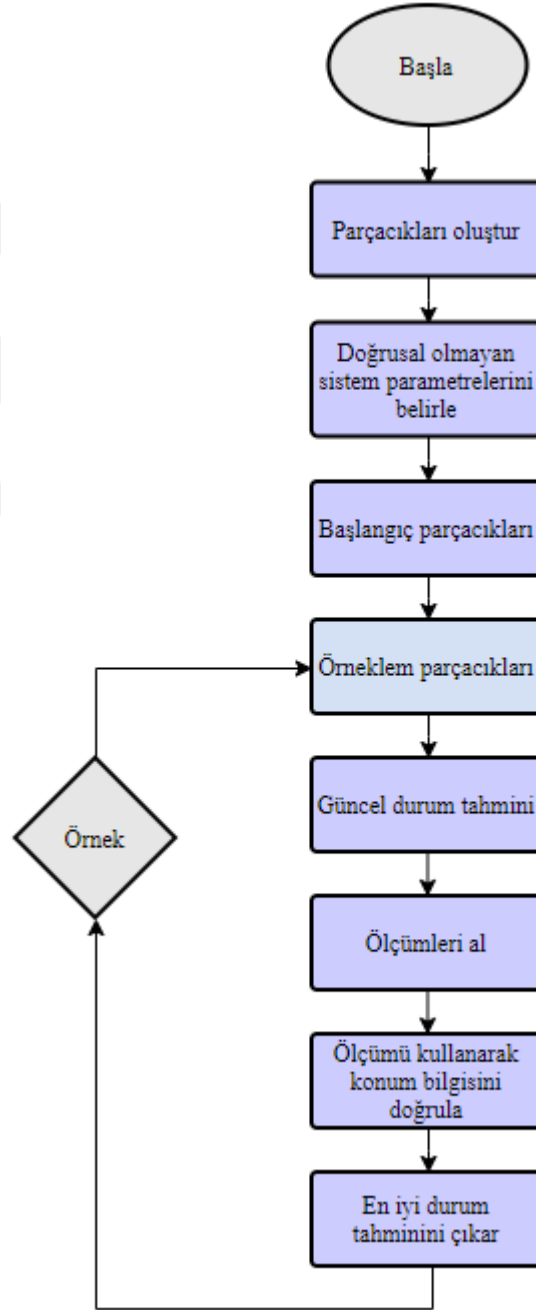 Başla
Parçacıkları oluştur
Doğrusal olmayan
sistem parametrelerini
belirle
Başlangıç parçacıkları
Örneklem parçacıkları
Güncel durum tahmini
Örnek
Ölçümleri al
Ölçümü kullanarak
konum bilgisini
doğrula
En iyi durum
tahminini çıkar